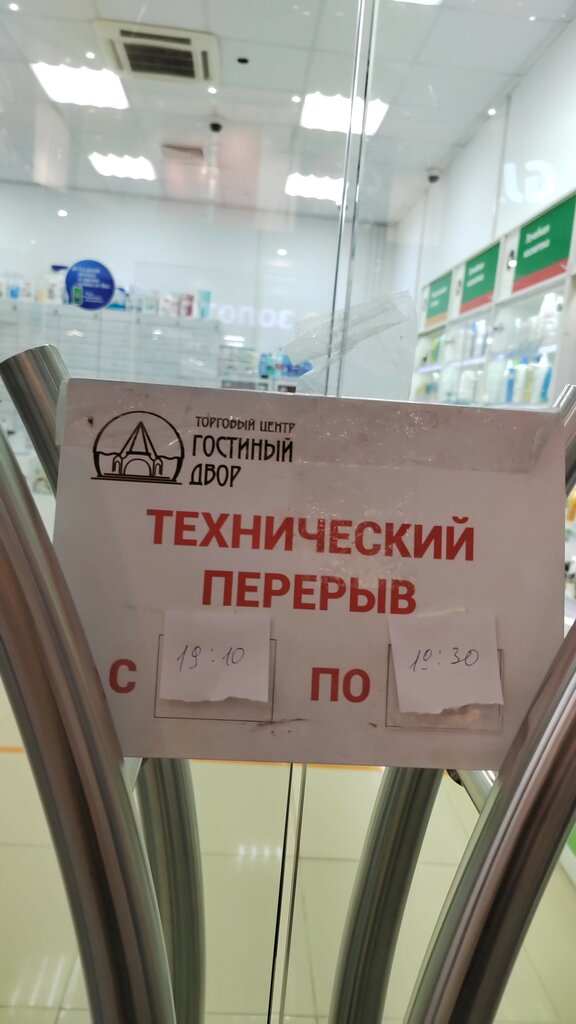 ТОРГОВЫЙ ЦЕНТР
ГОСТИНЫЙ
ДВОР
ТЕХНИЧЕСКИЙ
ПЕРЕРЫВ
С 19:10 ПО 19:30